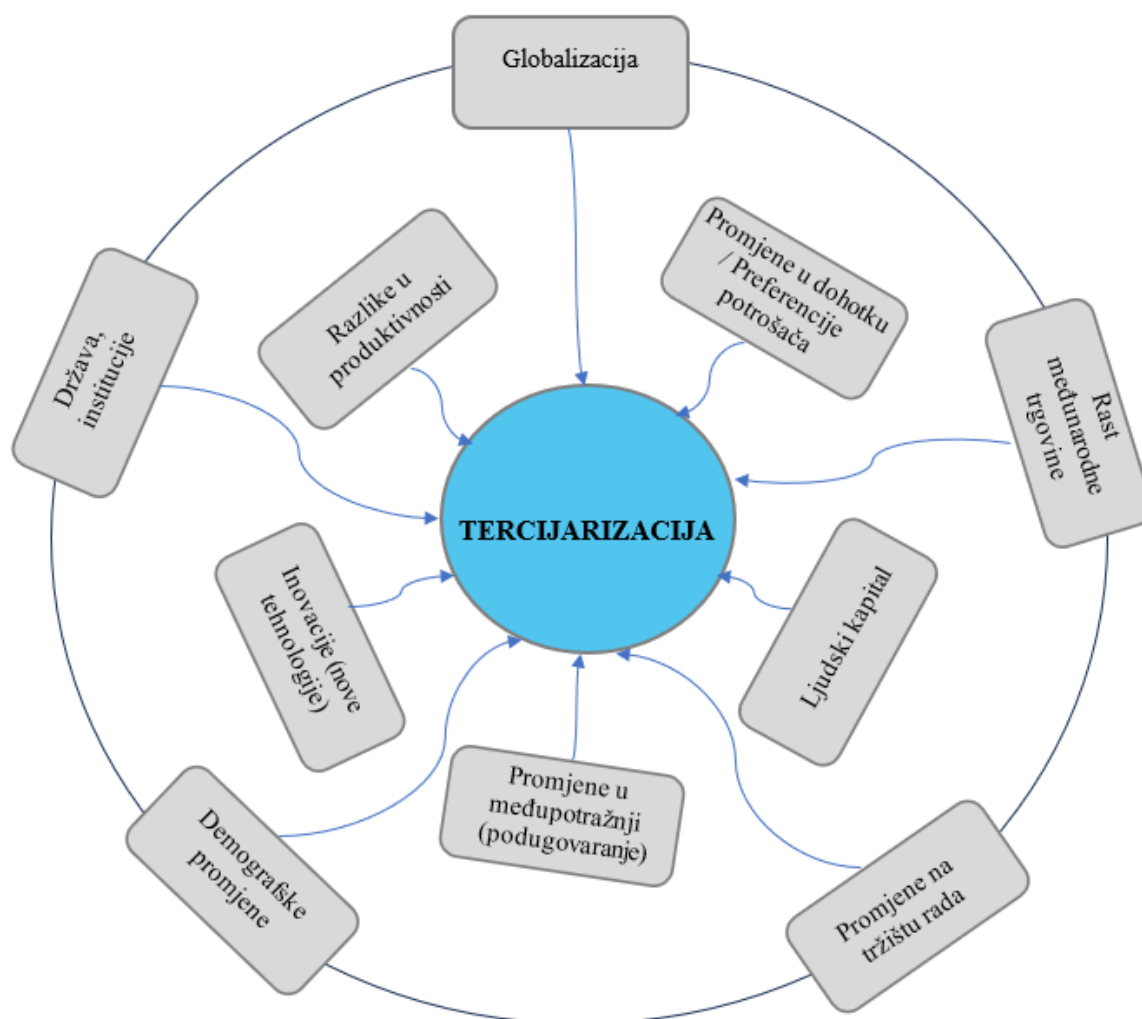 Globalizacija
Razlike u
produktivnosti
Promjene u dohotku
/ Preferencije
potrošača
Država,
institucije
Rast
međunarodne
trgovine
TERCIJARIZACIJA
Inovacije (nove
tehnologije)
Ljudski kapital
Promjene u
međupotražnji
(podugovaranje)
Demografske
promjene
Promjene na
tržištu rada